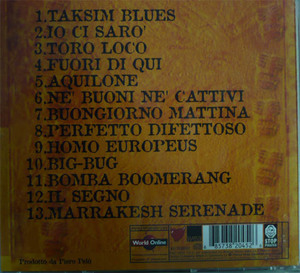 1.TAKSIM BLUES
2.IO CI SARO'
3.TORO LOCO
4.FUORI DI QUI
5.AQUILONE
6.NE' BUONI NE' CATTIVI
7.BUONGIORNO MATTINA
8.PERFETTO DIFETTOSO
9.HOMO EUROPEUS
10.BIG-BUG
11.BOMBA BOOMERANG
12.IL SEGNO
13.MARRAKESH SERENADE
World Online
STOP